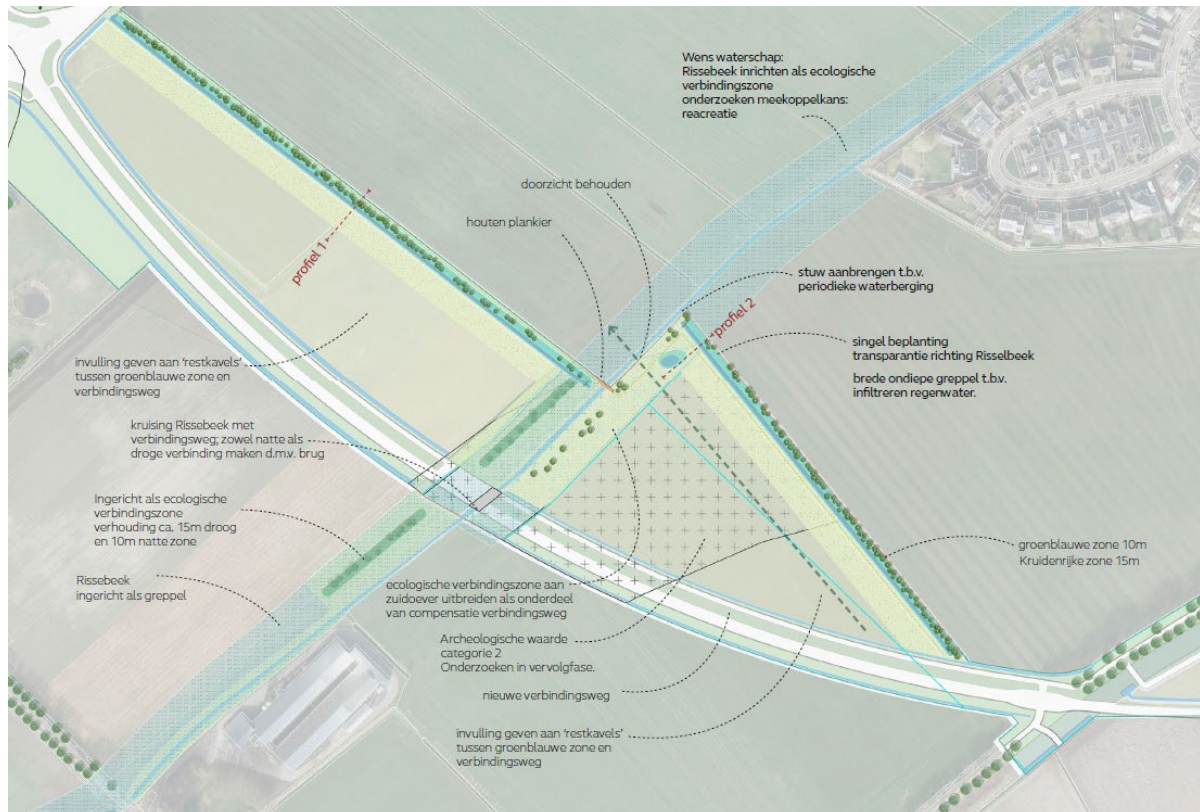 Wens waterschap:
Rissebeek inrichten als ecologische
verbindingszone
onderzoeken meekoppelkans:
reacreatie
doorzicht behouden
houten plankier
profiel 1
stuw aanbrengen t.b.v.
periodieke waterberging
profiel 2
singel beplanting
transparantie richting Risselbeek
brede ondiepe greppel t.b.v.
infiltreren regenwater.
invulling geven aan 'restkavels'
tussen groenblauwe zone en
verbindingsweg
kruising Rissebeek met
verbindingsweg; zowel natte als
droge verbinding maken d.m.v. brug
Ingericht als ecologische
verbindingszone
verhouding ca. 15m droog
en 10m natte zone
Rissebeek
ingericht als greppel
groenblauwe zone 10m
Kruidenrijke zone 15m
ecologische verbindingszone aan
zuidoever uitbreiden als onderdeel
van compensatie verbindingsweg
Archeologische waarde
categorie 2
Onderzoeken in vervolgfase.
nieuwe verbindingsweg
invulling geven aan 'restkavels'
tussen groenblauwe zone en
verbindingsweg